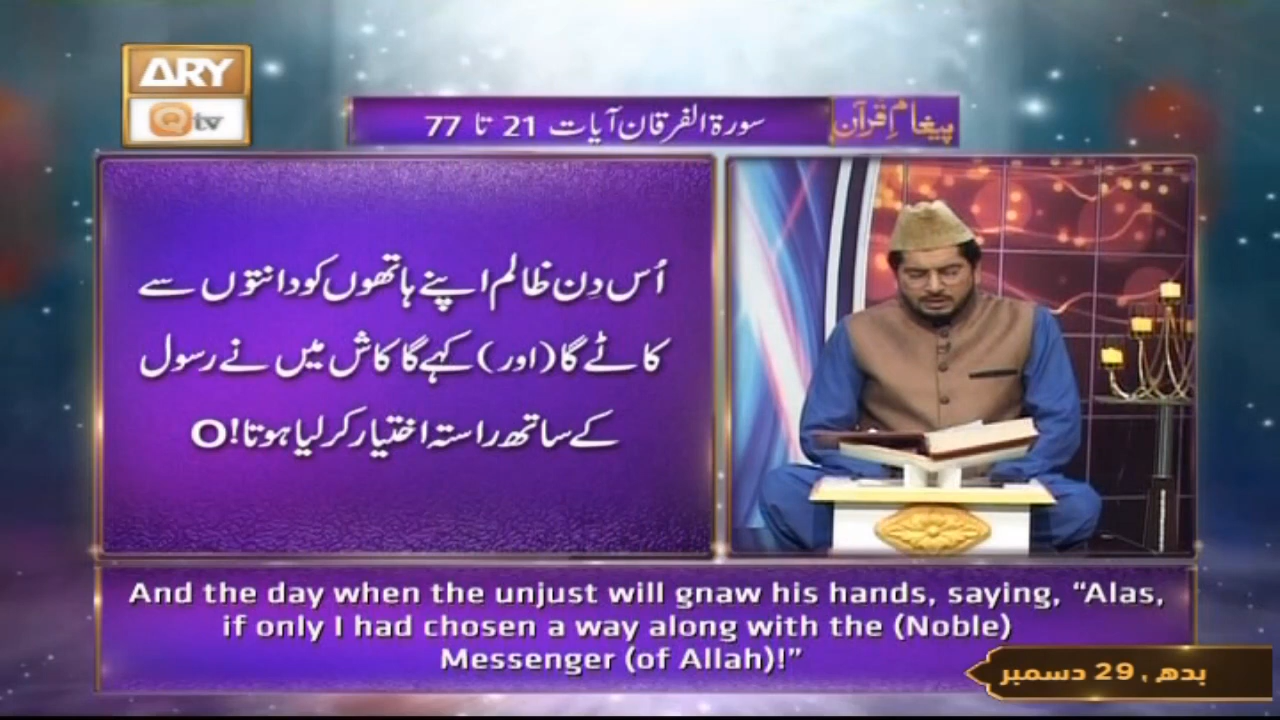 ARY
Qtv
پیغامِ قرآن
سورۃ الفرقان آیات 21 تا 77
اُس دِن ظالم اپنے ہاتھوں کو دانتوں سے
کاٹے گا (اور) کہے گا کاش میں نے رسول
کے ساتھ راستہ اختیار کر لیا ہوتا!O
And the day when the unjust will gnaw his hands, saying, “Alas,
if only I had chosen a way along with the (Noble)
Messenger (of Allah)!”
بدھ , 29 دسمبر